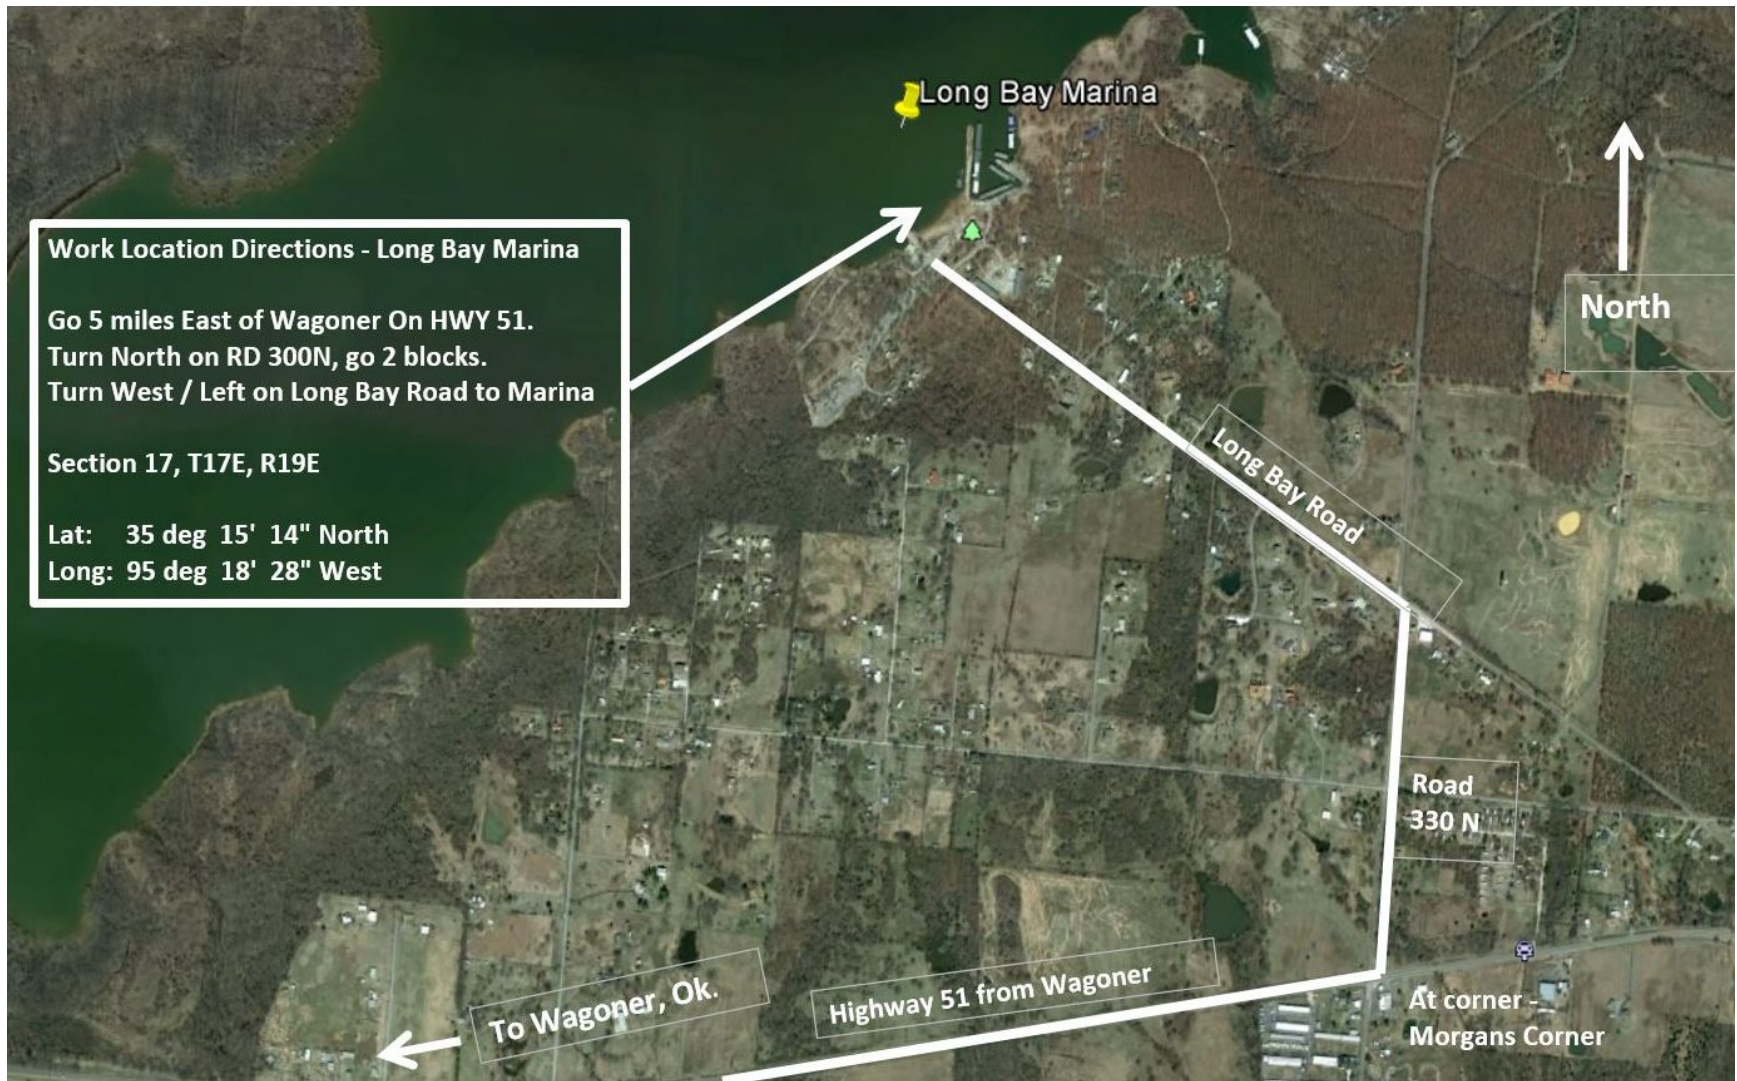 Long Bay Marina
Work Location Directions - Long Bay Marina
Go 5 miles East of Wagoner On HWY 51.
Turn North on RD 300N, go 2 blocks.
Turn West / Left on Long Bay Road to Marina
Section 17, T17E, R19E
Lat: 35 deg 15' 14" North
Long: 95 deg 18' 28" West
North
Long Bay Road
Road
330 N
To Wagoner, Ok.
Highway 51 from Wagoner
At corner -
Morgans Corner